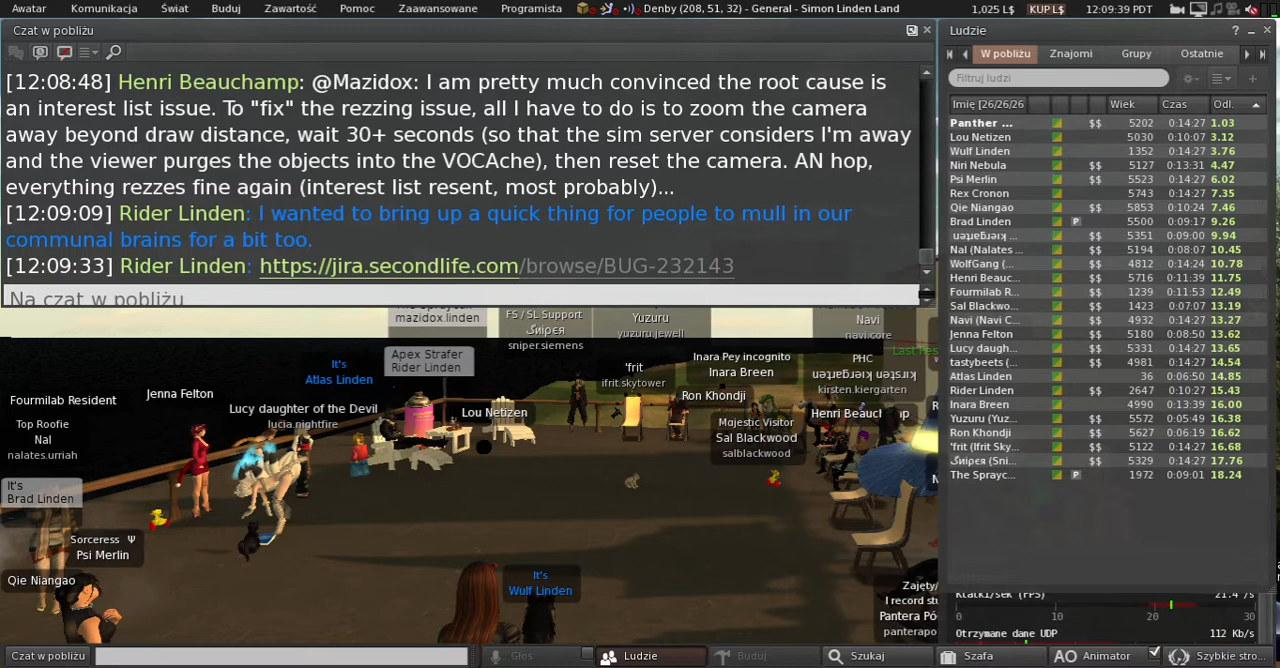 Awatar Komunikacja Świat Buduj Zawartość Pomoc Zaawansowane Programista Denby (208, 51, 32) - General - Simon Linden Land 1,025 L$ KUP L$ 12:09:39 PDT
Czat w pobliżu
[12:08:48] Henri Beauchamp: @Mazidox: I am pretty much convinced the root cause is
an interest list issue. To "fix" the rezzing issue, all I have to do is to zoom the camera
away beyond draw distance, wait 30+ seconds (so that the sim server considers I'm away
and the viewer purges the objects into the VOCAche), then reset the camera. AN hop,
everything rezzes fine again (interest list resent, most probably)...
[12:09:09] Rider Linden: I wanted to bring up a quick thing for people to mull in our
communal brains for a bit too.
[12:09:33] Rider Linden: https://jira.secondlife.com/browse/BUG-232143
Na czat w pobliżu
Ludzie
W pobliżu Znajomi Grupy Ostatnie
Filtruj ludzi
Imię [26/26/26 Wiek Czas Odl.
Panther ... $$ 5202 0:14:27 1.03
Lou Netizen 5030 0:10:07 3.12
Wulf Linden 1352 0:14:27 3.76
Niri Nebula $$ 5127 0:13:31 4.47
Psi Merlin $$ 5523 0:14:27 6.02
Rex Cronon 5743 0:14:27 7.35
Qie Niangao $$ 5853 0:10:24 7.46
Brad Linden P 5500 0:09:17 9.26
$$ 5351 0:09:00 9.94
Nal (Nalates ... $$ 5194 0:08:07 10.45
WolfGang (... $$ 4812 0:14:24 10.78
Henri Beauc... $$ 5716 0:11:39 11.75
Fourmilab R... $$ 1239 0:11:53 12.49
Sal Blackwo... $$ 1423 0:07:07 13.19
Navi (Navi C... $$ 4932 0:14:27 13.27
Jenna Felton $$ 5180 0:08:50 13.62
Lucy daugh... $$ 5331 0:14:27 13.65
tastybeets (... $$ 4981 0:14:27 14.54
Atlas Linden 36 0:06:50 14.85
Rider Linden $$ 2647 0:10:27 15.43
Inara Breen 4990 0:13:39 16.00
Yuzuru (Yuz... $$ 5572 0:05:49 16.38
Ron Khondji $$ 5627 0:06:19 16.62
'frit (Ifrit Sky... $$ 5122 0:14:27 16.68
(Sni... $$ 5329 0:14:27 17.76
The Sprayc... P 1972 0:09:01 18.24
Klatki/sek (FPS) 21.4 /s
0 10 20 30
Otrzymane dane UDP 112 Kb/s
mazidox.linden
FS / SL Support
sniper.siemens
Yuzuru
yuzuru.jewell
Navi
navi.core
Last Res
It's
Atlas Linden
Apex Strafer
Rider Linden
'frit
ifrit.skytower
Inara Pey incognito
Inara Breen
PHC
kirsten kiergarten
Fourmilab Resident
Jenna Felton
Lucy daughter of the Devil
lucia.nightfire
Lou Netizen
Ron Khondji
Henri Beauchamp
Majestic Visitor
Sal Blackwood
salblackwood
Top Roofie
Nal
nalates.urriah
It's
Brad Linden
Sorceress Ψ
Psi Merlin
Qie Niangao
It's
Wulf Linden
Zajęty/
I record stu
Pantera Pó
panterapo
Czat w pobliżu Głos Ludzie Buduj Szukaj Szafa AO Animator Szybkie stro...